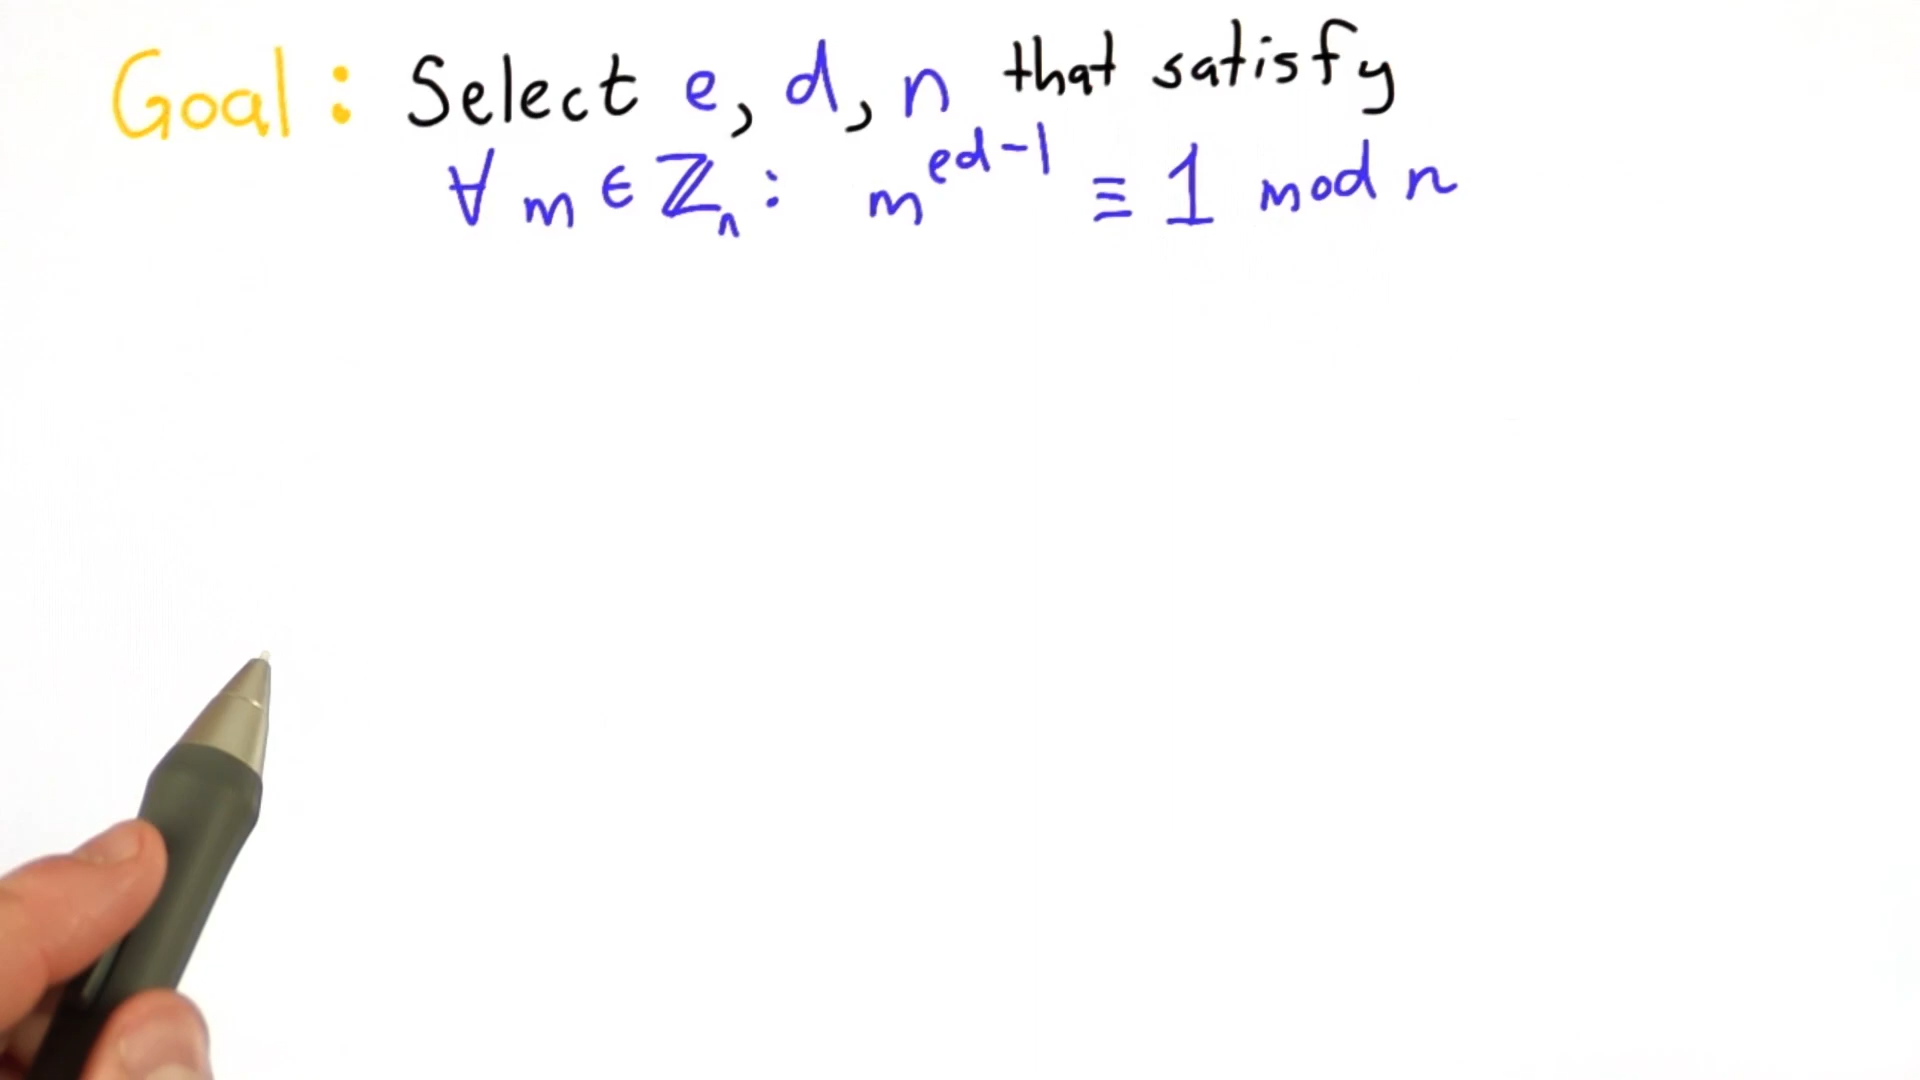 Goal: Select e, d, n that satisfy
∀ m ∈ ℤₙ: m^{ed-1} ≡ 1 mod n